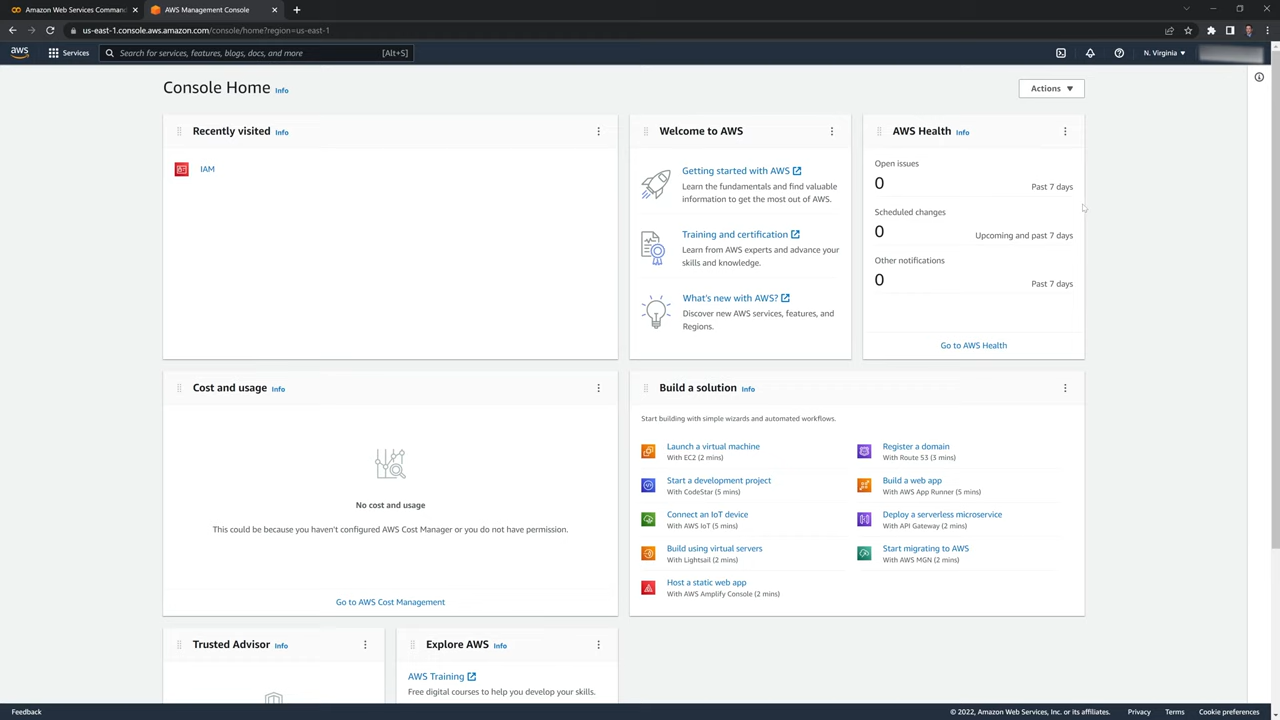 Amazon Web Services Comman
AWS Management Console
us-east-1.console.aws.amazon.com/console/home?region=us-east-1
aws
Services
Search for services, features, blogs, docs, and more
[Alt+S]
N. Virginia
Console Home
Info
Actions
Recently visited
Info
IAM
Welcome to AWS
Getting started with AWS
Learn the fundamentals and find valuable
information to get the most out of AWS.
Training and certification
Learn from AWS experts and advance your
skills and knowledge.
What's new with AWS?
Discover new AWS services, features, and
Regions.
AWS Health
Info
Open issues
0
Past 7 days
Scheduled changes
0
Upcoming and past 7 days
Other notifications
0
Past 7 days
Go to AWS Health
Cost and usage
Info
No cost and usage
This could be because you haven't configured AWS Cost Manager or you do not have permission.
Go to AWS Cost Management
Build a solution
Info
Start building with simple wizards and automated workflows.
Launch a virtual machine
With EC2 (2 mins)
Register a domain
With Route 53 (3 mins)
Start a development project
With CodeStar (5 mins)
Build a web app
With AWS App Runner (5 mins)
Connect an IoT device
With AWS IoT (5 mins)
Deploy a serverless microservice
With API Gateway (2 mins)
Build using virtual servers
With Lightsail (2 mins)
Start migrating to AWS
With AWS MGN (2 mins)
Host a static web app
With AWS Amplify Console (2 mins)
Trusted Advisor
Info
Explore AWS
Info
AWS Training
Free digital courses to help you develop your skills.
Feedback
© 2022, Amazon Web Services, Inc. or its affiliates.
Privacy
Terms
Cookie preferences